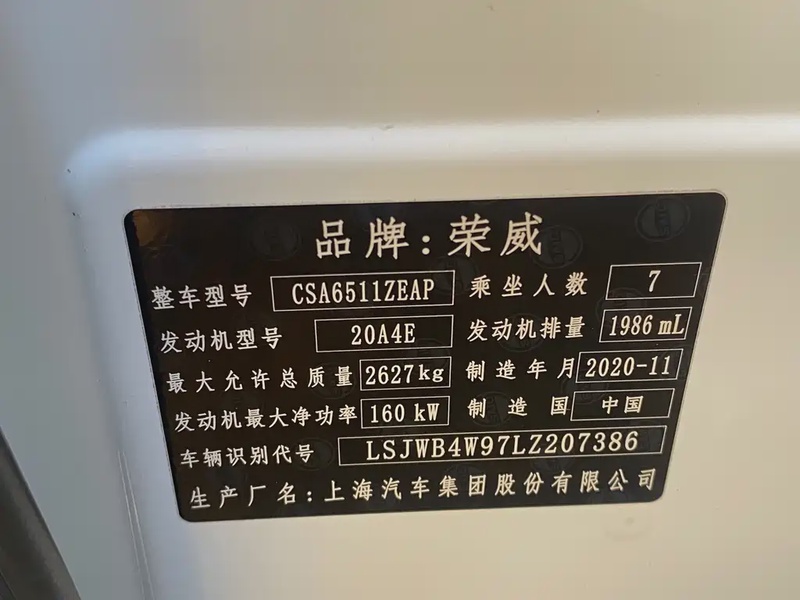 品牌：荣威
整车型号 CSA6511ZEAP 乘坐人数 7
发动机型号 20A4E 发动机排量 1986 mL
最大允许总质量 2627kg 制造年月 2020-11
发动机最大净功率 160 kW 制造国 中国
车辆识别代号 LSJWB4W97LZ207386
生产厂名：上海汽车集团股份有限公司